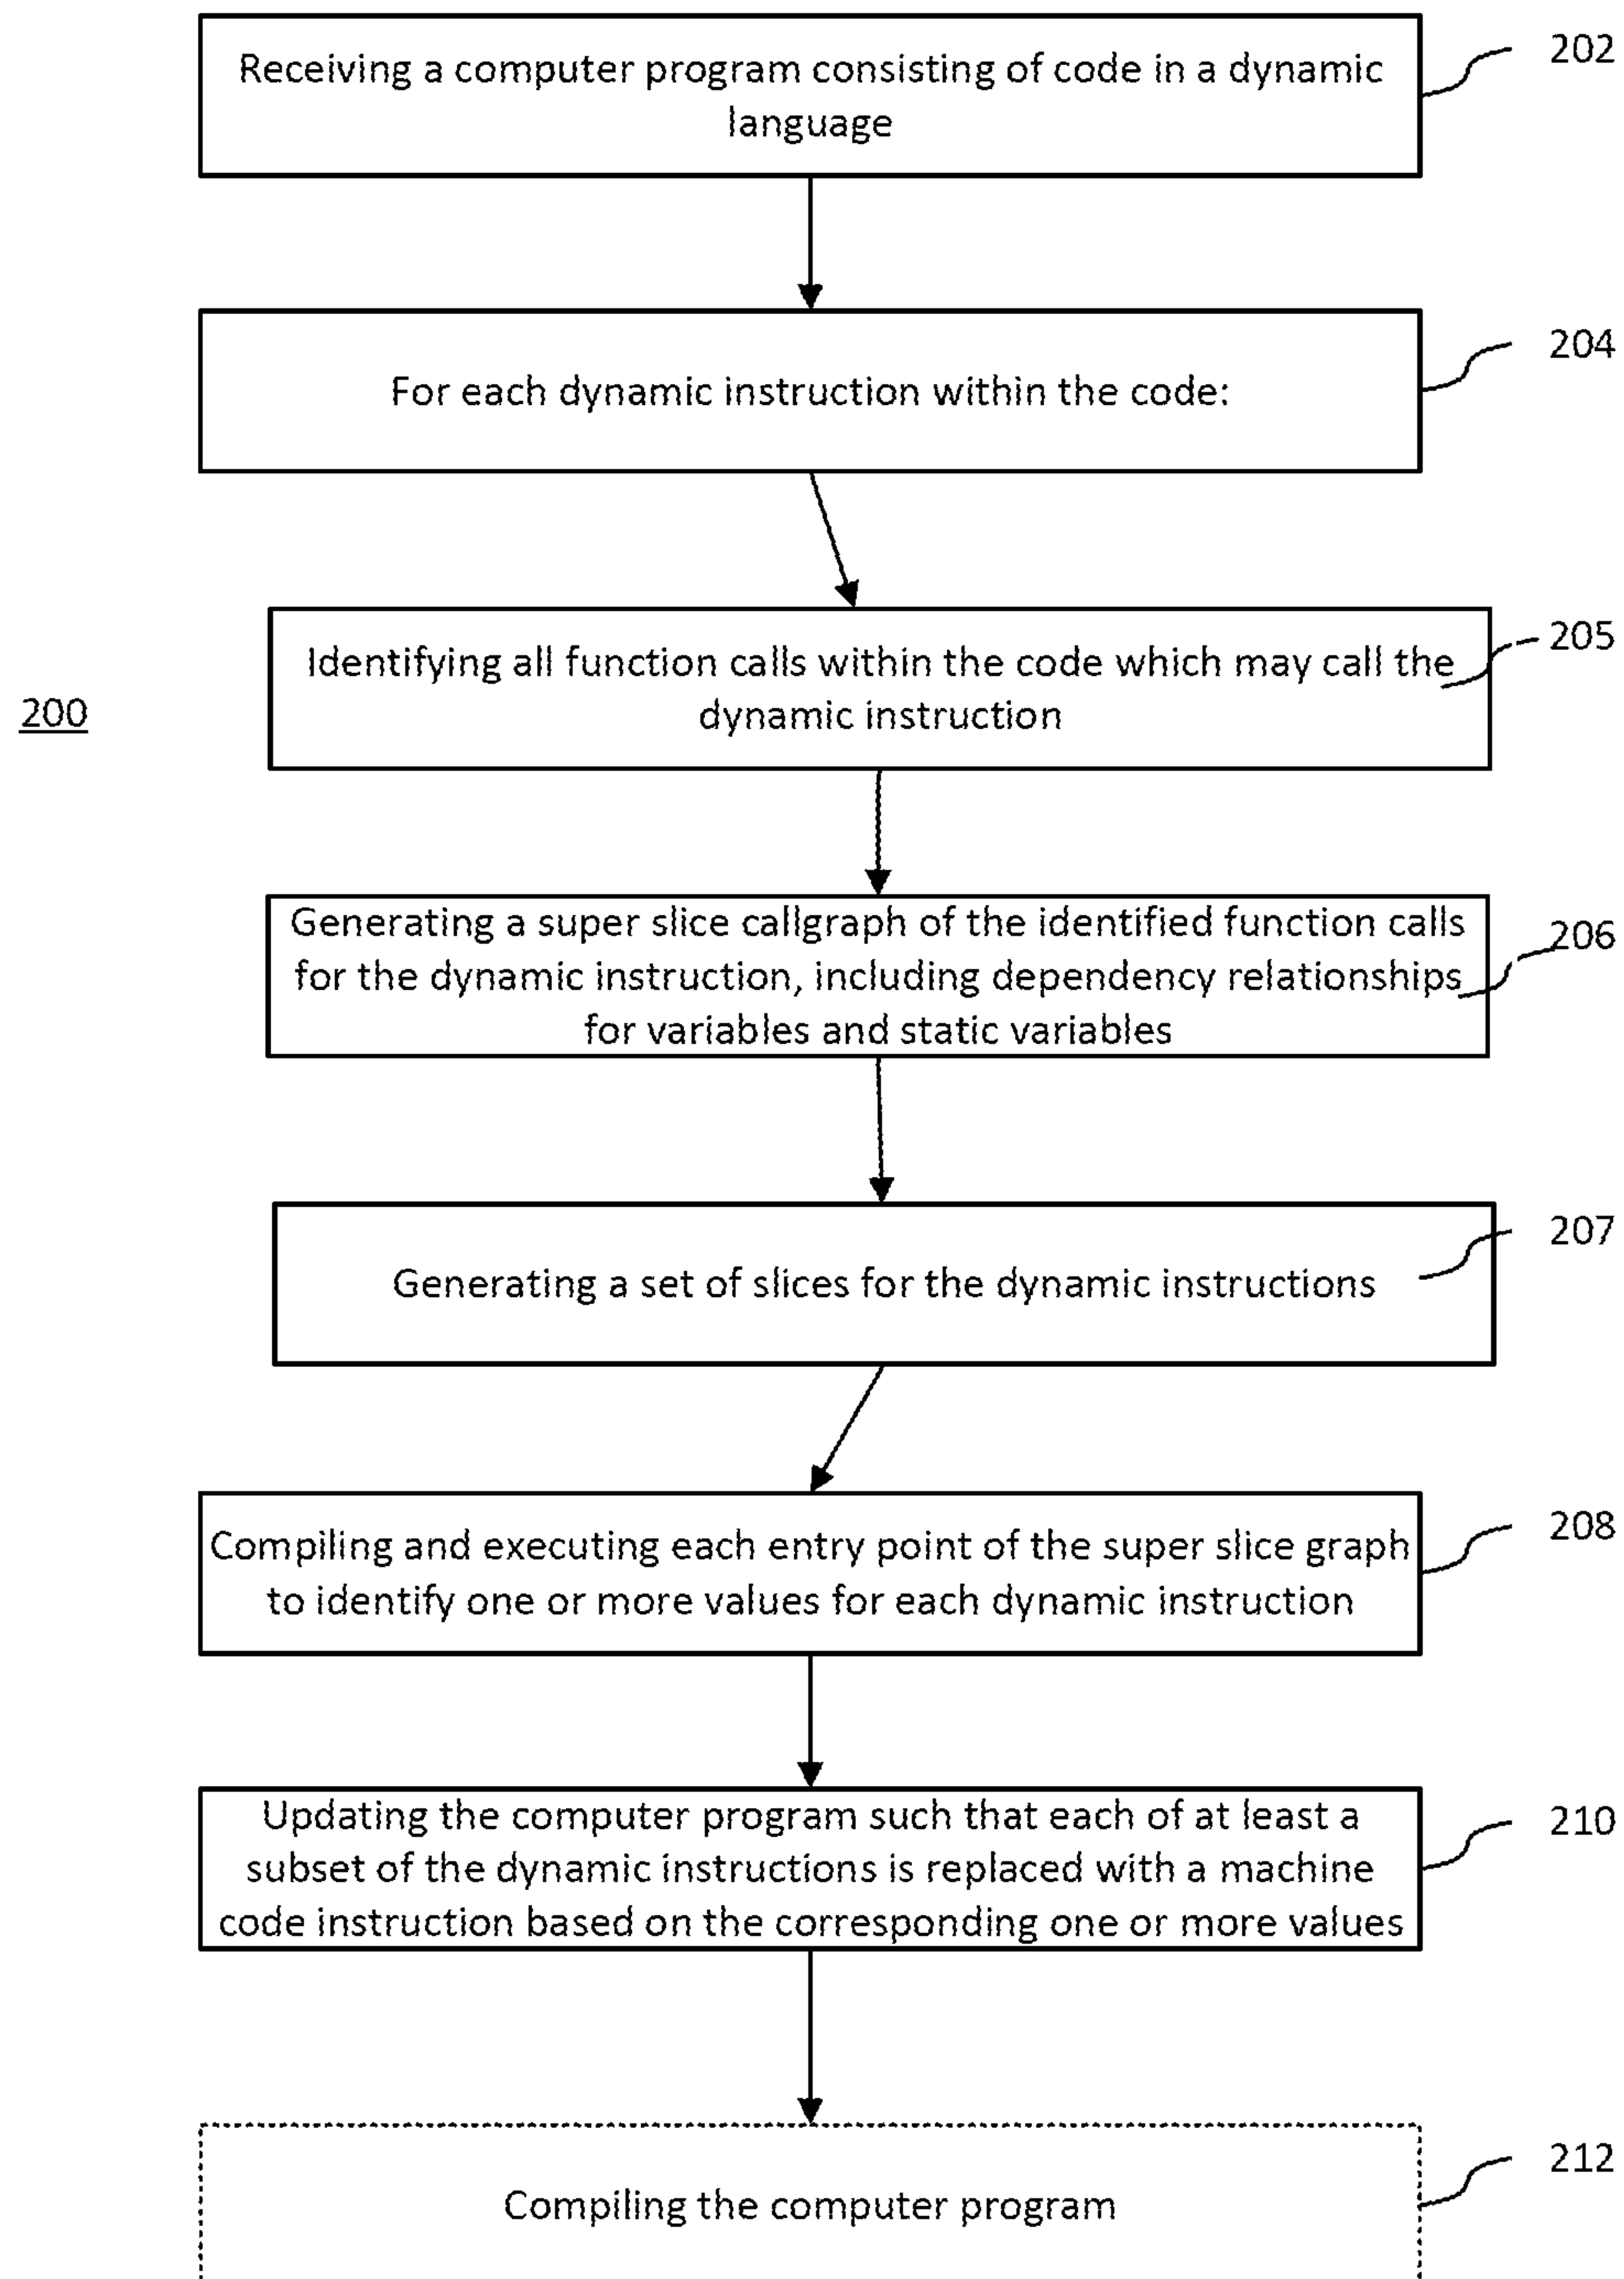 Receiving a computer program consisting of code in a dynamic
language
202
For each dynamic instruction within the code:
204
Identifying all function calls within the code which may call the
dynamic instruction
205
200
Generating a super slice callgraph of the identified function calls
for the dynamic instruction, including dependency relationships
for variables and static variables
206
Generating a set of slices for the dynamic instructions
207
Compiling and executing each entry point of the super slice graph
to identify one or more values for each dynamic instruction
208
Updating the computer program such that each of at least a
subset of the dynamic instructions is replaced with a machine
code instruction based on the corresponding one or more values
210
Compiling the computer program
212